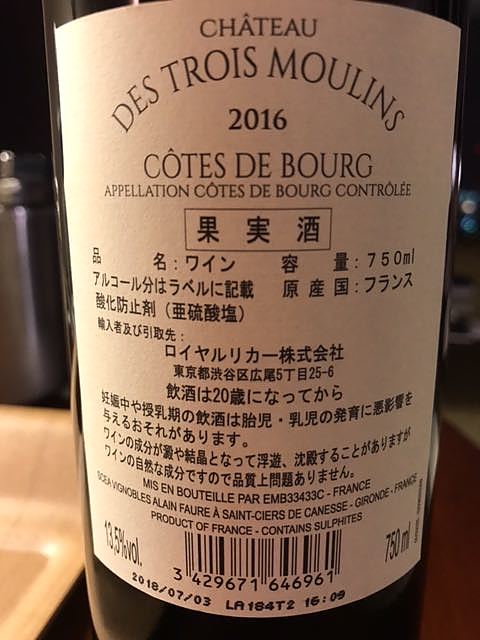 CHÂTEAU
DES TROIS MOULINS
2016
CÔTES DE BOURG
APPELLATION CÔTES DE BOURG CONTRÔLÉE
果実酒
品 名：ワイン 容 量：750ml
アルコール分はラベルに記載 原産国：フランス
酸化防止剤（亜硫酸塩）
輸入者及び引取先：
ロイヤルリカー株式会社
東京都渋谷区広尾5丁目25-6
飲酒は20歳になってから
妊娠中や授乳期の飲酒は胎児・乳児の発育に悪影響を
与えるおそれがあります。
ワインの成分が澱や結晶となって浮遊、沈殿することがありますが
ワインの自然な成分ですので品質上問題ありません。
MIS EN BOUTEILLE PAR EMB33433C - FRANCE
SCEA VIGNOBLES ALAIN FAURE À SAINT-CIERS DE CANESSE - GIRONDE - FRANCE
PRODUCT OF FRANCE - CONTAINS SULPHITES
13,5%vol. 750 ml
3 429671 646961
2018/07/03 LA184T2 16:09